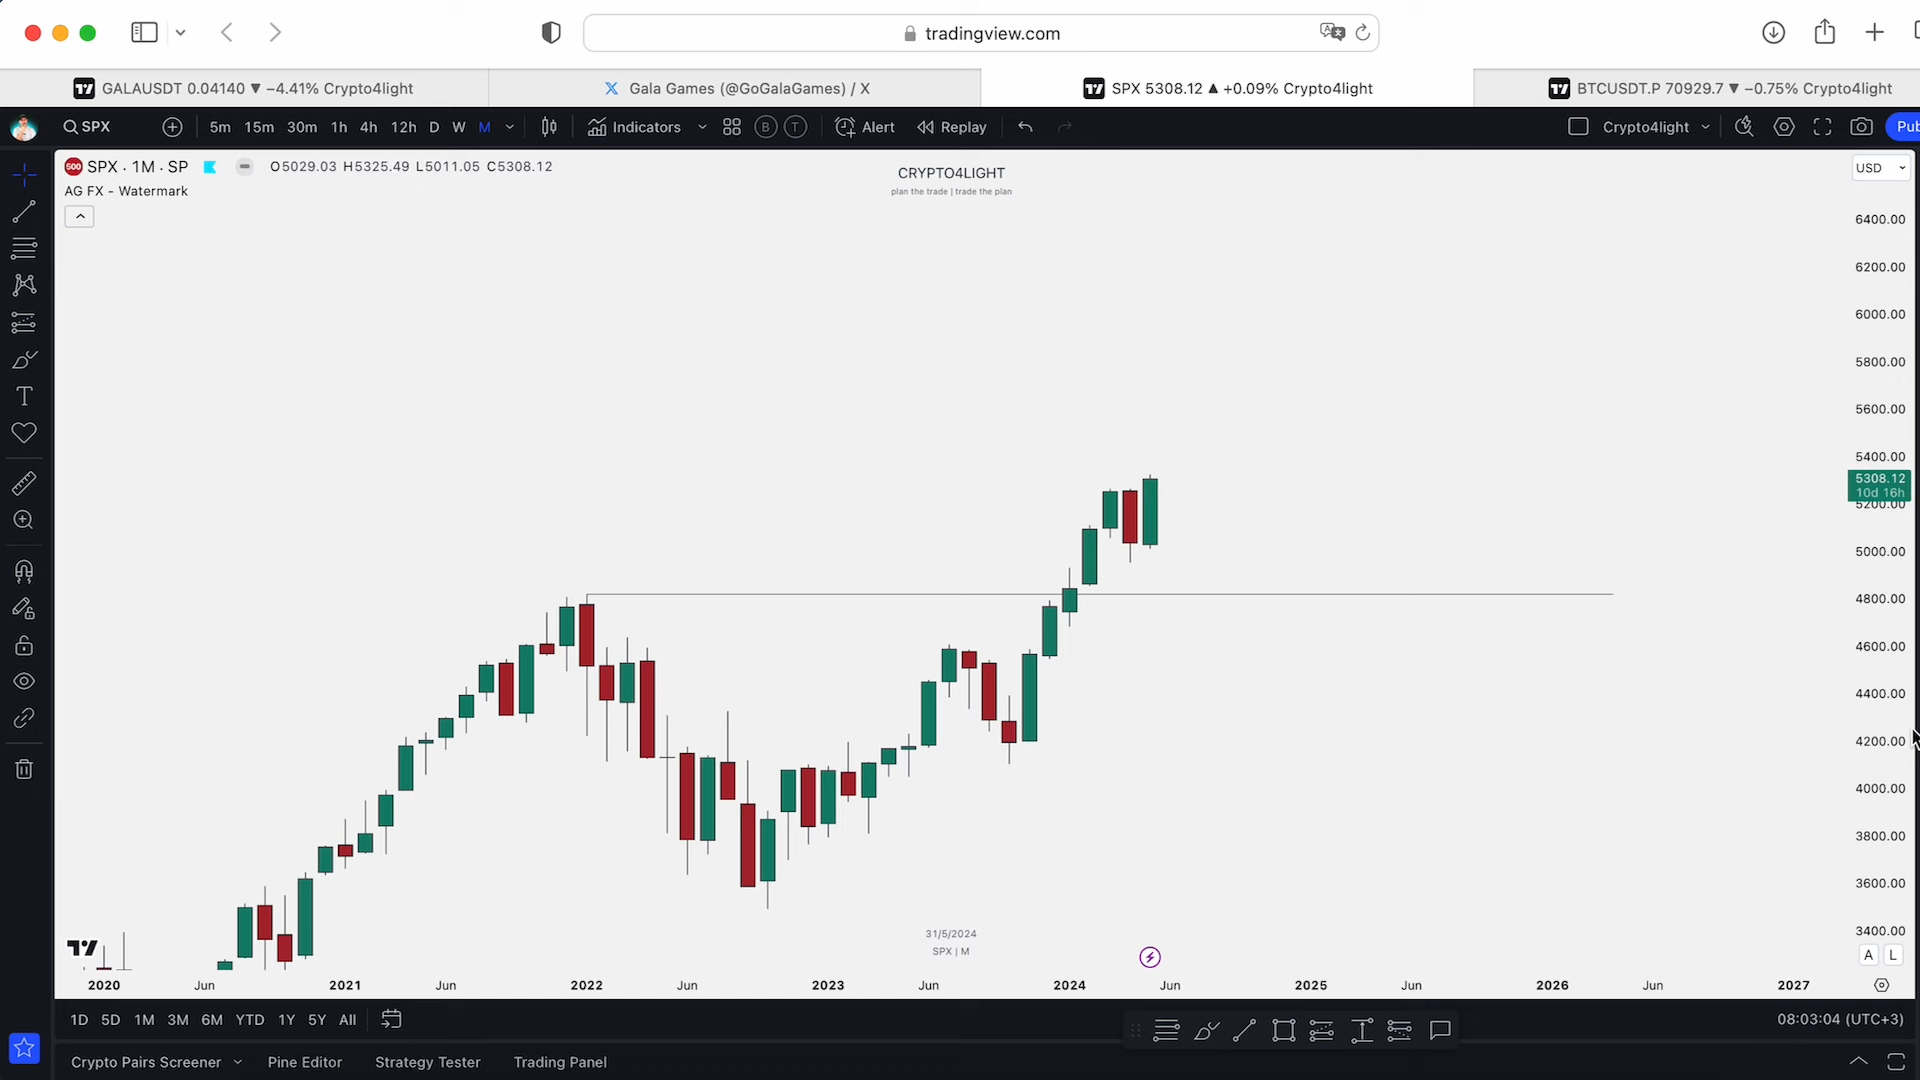 tradingview.com
GALAUSDT 0.04140 ▼ −4.41% Crypto4light
Gala Games (@GoGalaGames) / X
SPX 5308.12 ▲ +0.09% Crypto4light
BTCUSDT.P 70929.7 ▼ −0.75% Crypto4light
SPX
5m 15m 30m 1h 4h 12h D W M
Indicators
B T
Alert
Replay
Crypto4light
Pub
500 SPX · 1M · SP
O5029.03 H5325.49 L5011.05 C5308.12
AG FX - Watermark
CRYPTO4LIGHT
plan the trade | trade the plan
USD
6400.00
6200.00
6000.00
5800.00
5600.00
5400.00
5308.12
10d 16h
5200.00
5000.00
4800.00
4600.00
4400.00
4200.00
4000.00
3800.00
3600.00
3400.00
31/5/2024
SPX | M
A L
2020 Jun 2021 Jun 2022 Jun 2023 Jun 2024 Jun 2025 Jun 2026 Jun 2027
1D 5D 1M 3M 6M YTD 1Y 5Y All
08:03:04 (UTC+3)
Crypto Pairs Screener
Pine Editor
Strategy Tester
Trading Panel